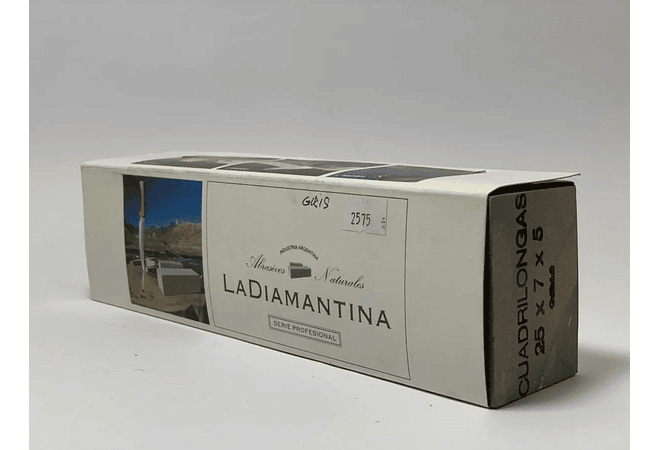 GRIS
2575
INDUSTRIA ARGENTINA
Abrasivos Naturales
LADIAMANTINA
SERIE PROFESIONAL
CUADRILONGAS
25 x 7 x 5